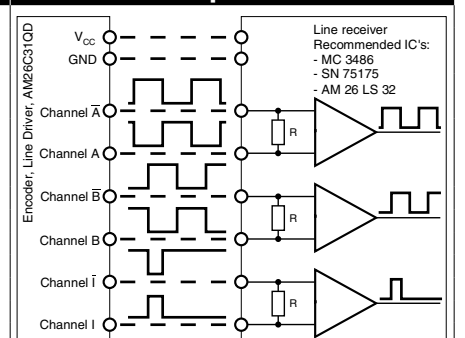 Encoder, Line Driver, AM26C31QD
V_CC
GND
Channel A̅
Channel A
Channel B̅
Channel B
Channel I̅
Channel I
Line receiver
Recommended IC's:
- MC 3486
- SN 75175
- AM 26 LS 32
R
R
R